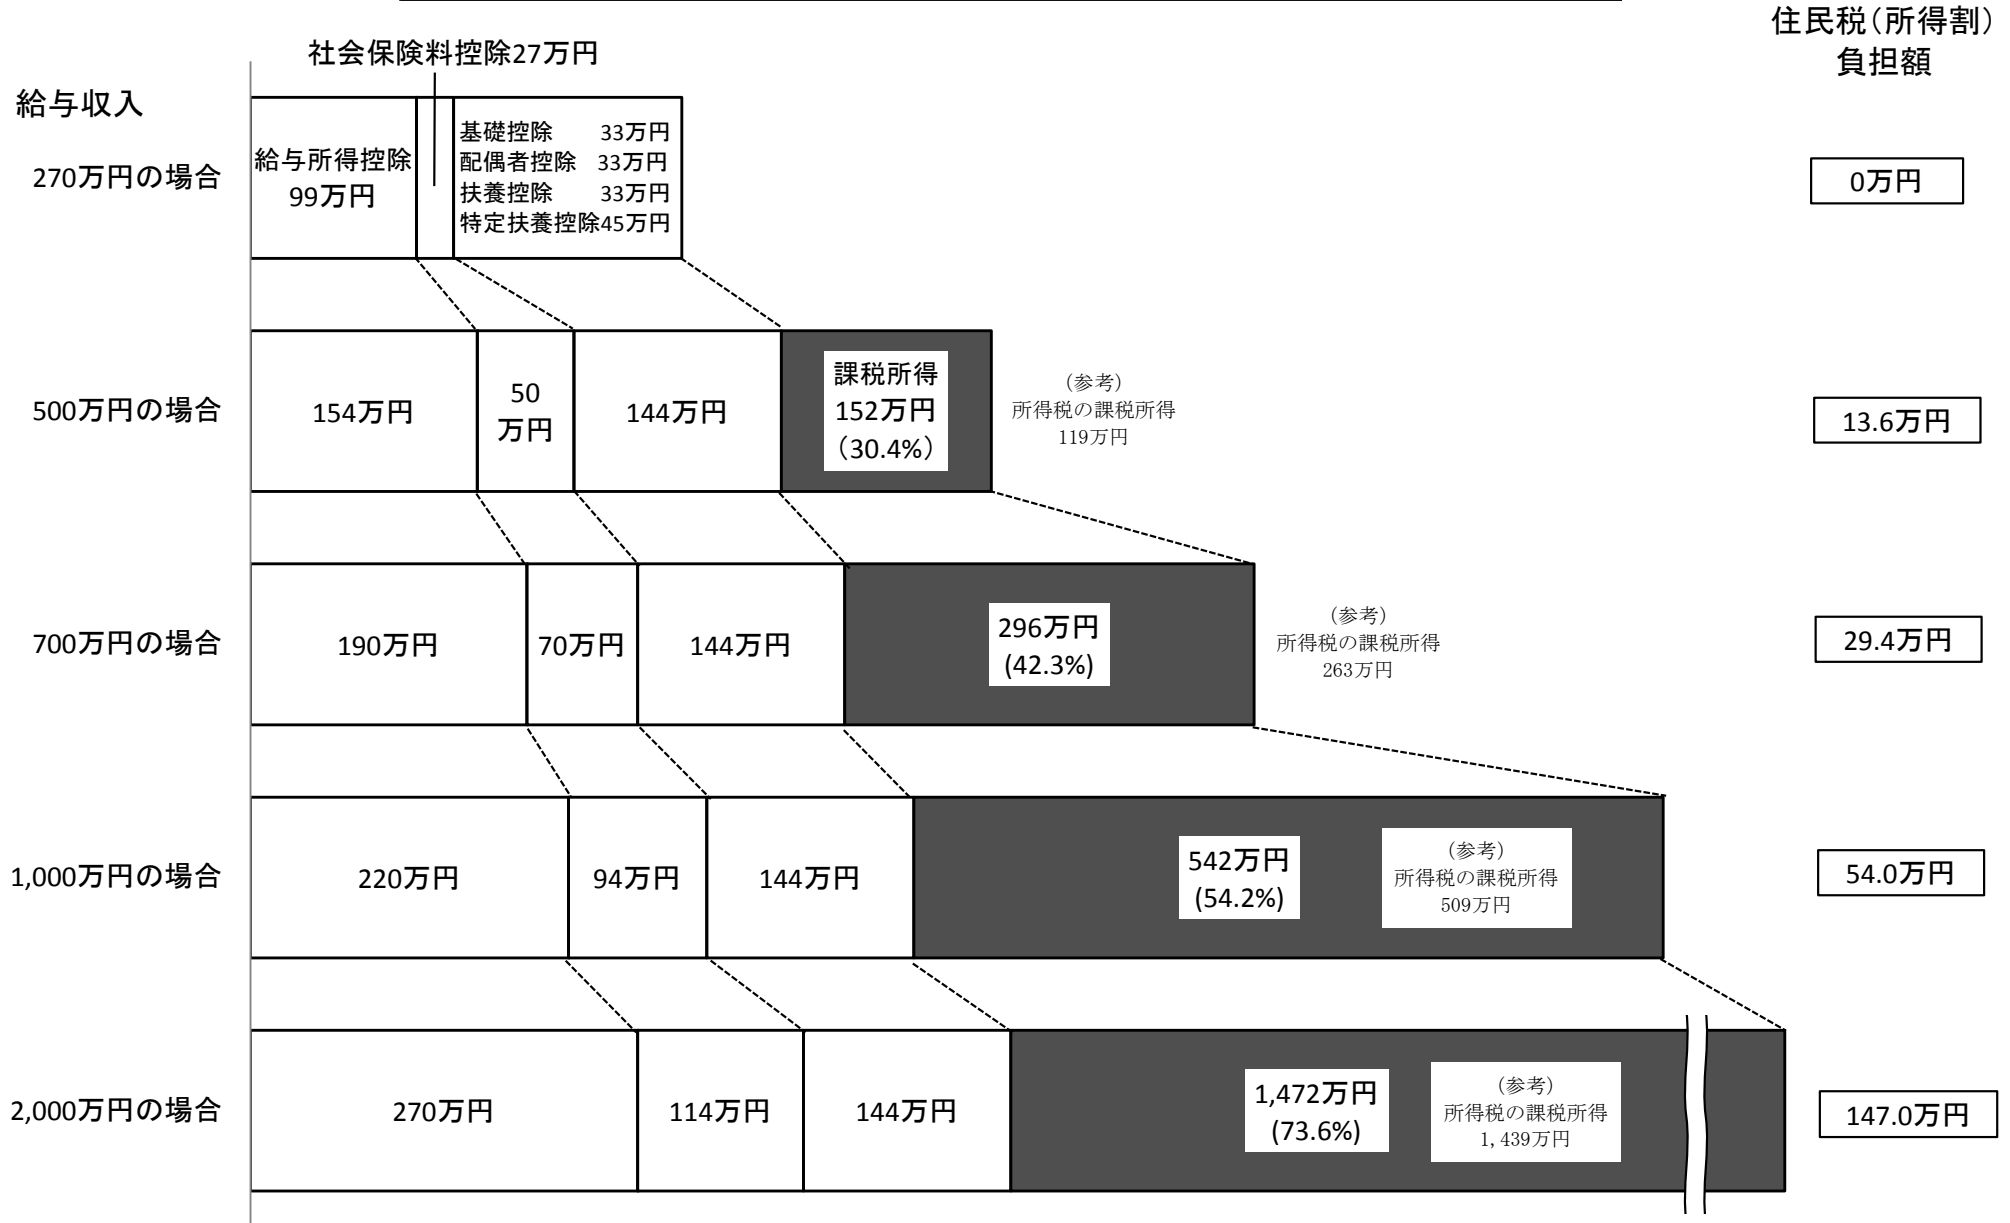 住民税（所得割）
負担額
社会保険料控除27万円
給与収入
270万円の場合
給与所得控除
99万円
基礎控除 33万円
配偶者控除 33万円
扶養控除 33万円
特定扶養控除45万円
0万円
500万円の場合
154万円
50
万円
144万円
課税所得
152万円
（30.4%）
（参考）
所得税の課税所得
119万円
13.6万円
700万円の場合
190万円
70万円
144万円
296万円
(42.3%)
（参考）
所得税の課税所得
263万円
29.4万円
1,000万円の場合
220万円
94万円
144万円
542万円
(54.2%)
（参考）
所得税の課税所得
509万円
54.0万円
2,000万円の場合
270万円
114万円
144万円
1,472万円
(73.6%)
（参考）
所得税の課税所得
1,439万円
147.0万円